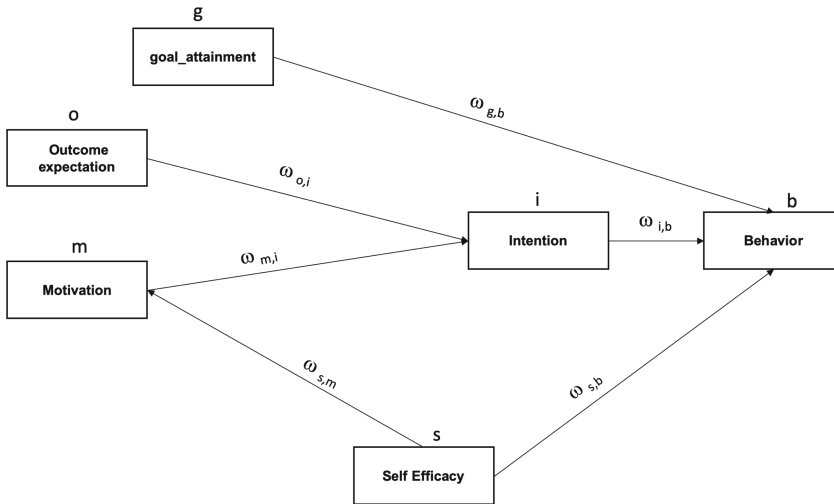 g
goal_attainment
ω g,b
o
Outcome
expectation
ω o,i
i
Intention
ω i,b
b
Behavior
m
Motivation
ω m,i
ω s,m
ω s,b
s
Self Efficacy